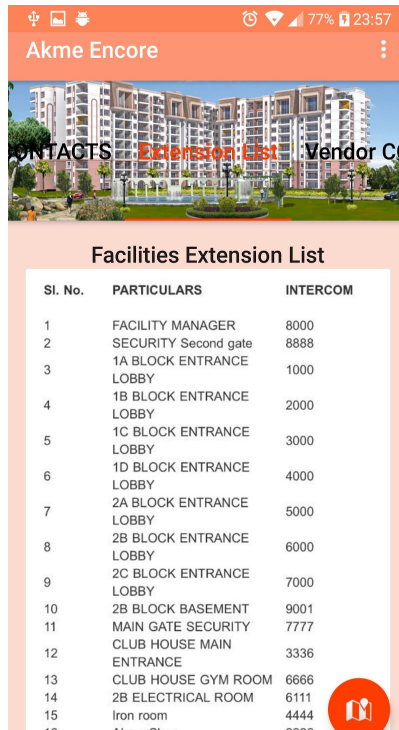 77% 23:57
Akme Encore
ONTACTS Extension List Vendor C
Facilities Extension List
Sl. No. PARTICULARS INTERCOM
1 FACILITY MANAGER 8000
2 SECURITY Second gate 8888
3 1A BLOCK ENTRANCE LOBBY 1000
4 1B BLOCK ENTRANCE LOBBY 2000
5 1C BLOCK ENTRANCE LOBBY 3000
6 1D BLOCK ENTRANCE LOBBY 4000
7 2A BLOCK ENTRANCE LOBBY 5000
8 2B BLOCK ENTRANCE LOBBY 6000
9 2C BLOCK ENTRANCE LOBBY 7000
10 2B BLOCK BASEMENT 9001
11 MAIN GATE SECURITY 7777
12 CLUB HOUSE MAIN ENTRANCE 3336
13 CLUB HOUSE GYM ROOM 6666
14 2B ELECTRICAL ROOM 6111
15 Iron room 4444